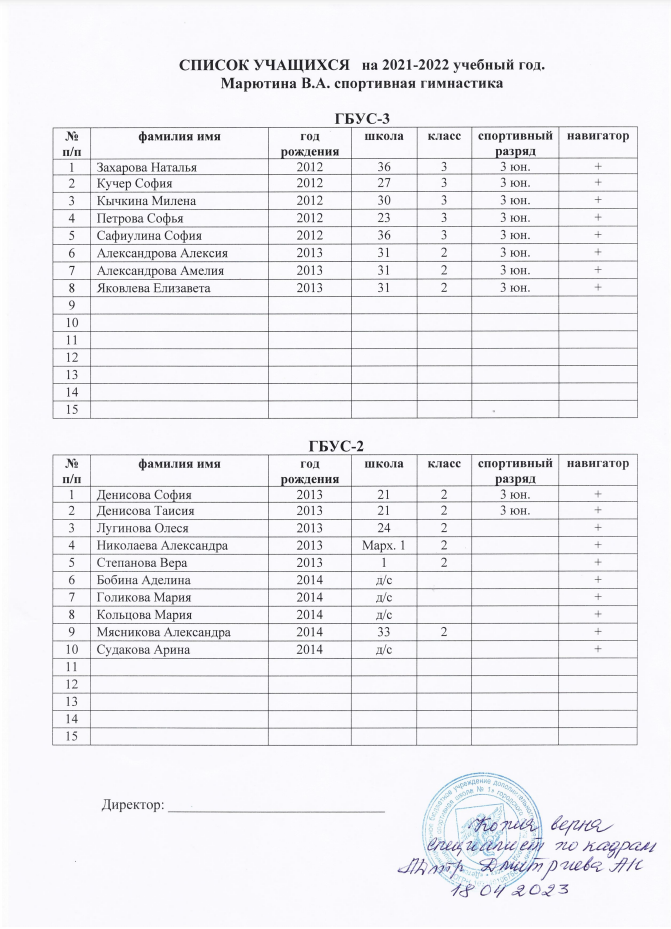 СПИСОК УЧАЩИХСЯ на 2021-2022 учебный год.
Марютина В.А. спортивная гимнастика
ГБУС-3
№ п/п фамилия имя год рождения школа класс спортивный разряд навигатор
1 Захарова Наталья 2012 36 3 3 юн. +
2 Кучер София 2012 27 3 3 юн. +
3 Кычкина Милена 2012 30 3 3 юн. +
4 Петрова Софья 2012 23 3 3 юн. +
5 Сафиулина София 2012 36 3 3 юн. +
6 Александрова Алексия 2013 31 2 3 юн. +
7 Александрова Амелия 2013 31 2 3 юн. +
8 Яковлева Елизавета 2013 31 2 3 юн. +
9
10
11
12
13
14
15
ГБУС-2
№ п/п фамилия имя год рождения школа класс спортивный разряд навигатор
1 Денисова София 2013 21 2 3 юн. +
2 Денисова Таисия 2013 21 2 3 юн. +
3 Лугинова Олеся 2013 24 2 +
4 Николаева Александра 2013 Марх. 1 2 +
5 Степанова Вера 2013 1 2 +
6 Бобина Аделина 2014 д/с +
7 Голикова Мария 2014 д/с +
8 Кольцова Мария 2014 д/с +
9 Мясникова Александра 2014 33 2 +
10 Судакова Арина 2014 д/с +
11
12
13
14
15
Директор:
Копия верна
специалист по кадрам
Дмитриева АН
18 04 2023